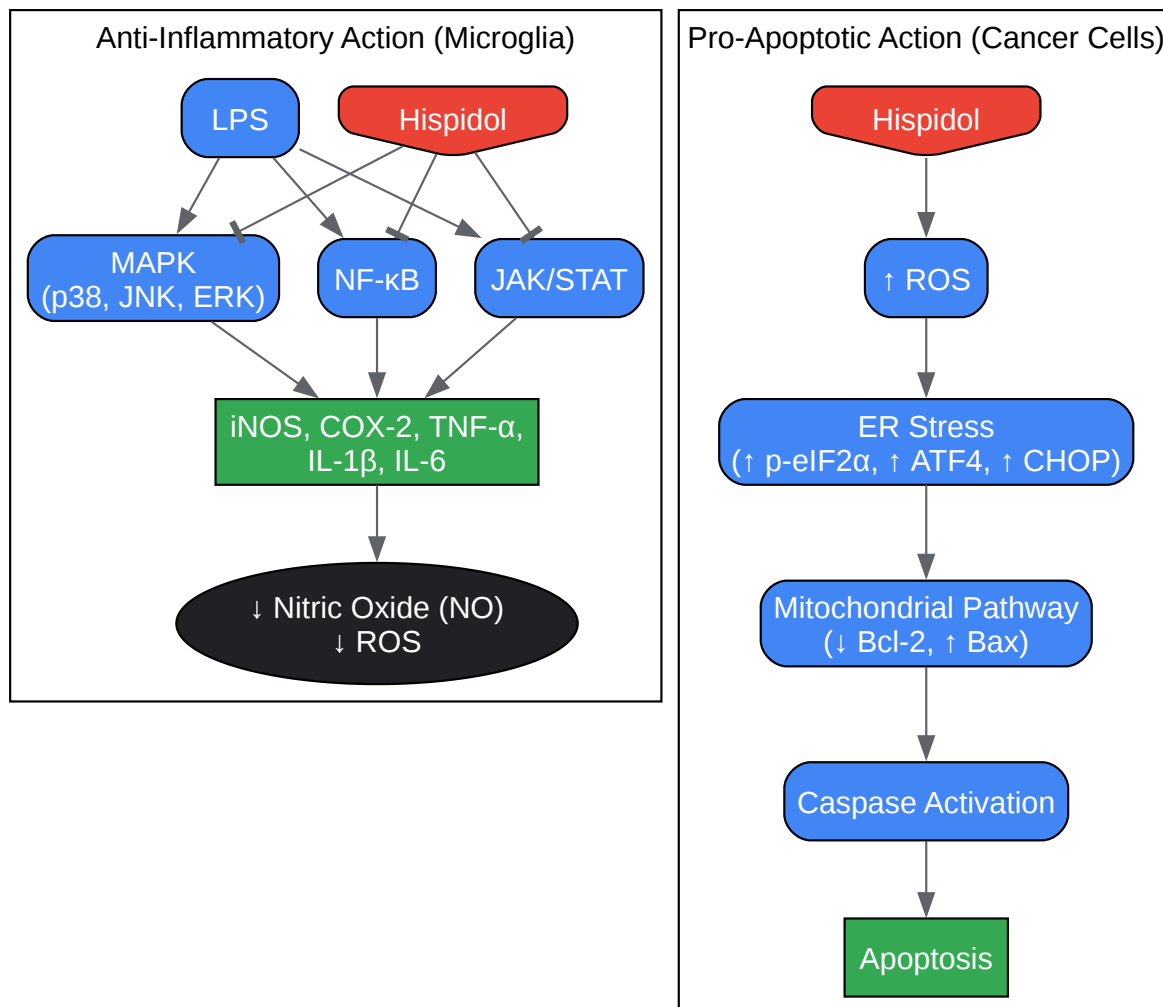 Anti-Inflammatory Action (Microglia)
LPS
Hispidol
MAPK
(p38, JNK, ERK)
NF-κB
JAK/STAT
iNOS, COX-2, TNF-α,
IL-1β, IL-6
↓ Nitric Oxide (NO)
↓ ROS
Pro-Apoptotic Action (Cancer Cells)
Hispidol
↑ ROS
ER Stress
(↑ p-eIF2α, ↑ ATF4, ↑ CHOP)
Mitochondrial Pathway
(↓ Bcl-2, ↑ Bax)
Caspase Activation
Apoptosis